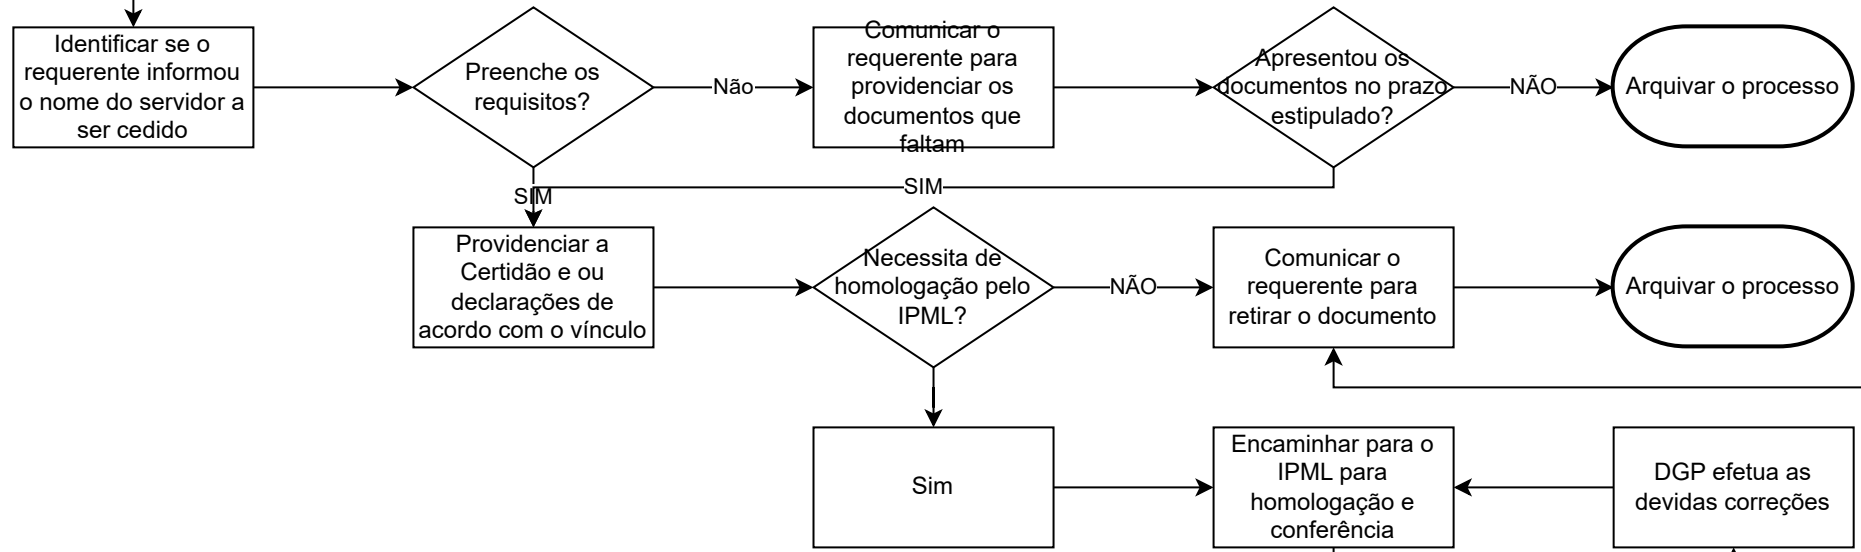 Identificar se o
requerente informou
o nome do servidor a
ser cedido
Preenche os
requisitos?
Não
Comunicar o
requerente para
providenciar os
documentos que
faltam
Apresentou os
documentos no prazo
estipulado?
NÃO
Arquivar o processo
SIM
SIM
Providenciar a
Certidão e ou
declarações de
acordo com o vínculo
Necessita de
homologação pelo
IPML?
NÃO
Comunicar o
requerente para
retirar o documento
Arquivar o processo
Sim
Encaminhar para o
IPML para
homologação e
conferência
DGP efetua as
devidas correções